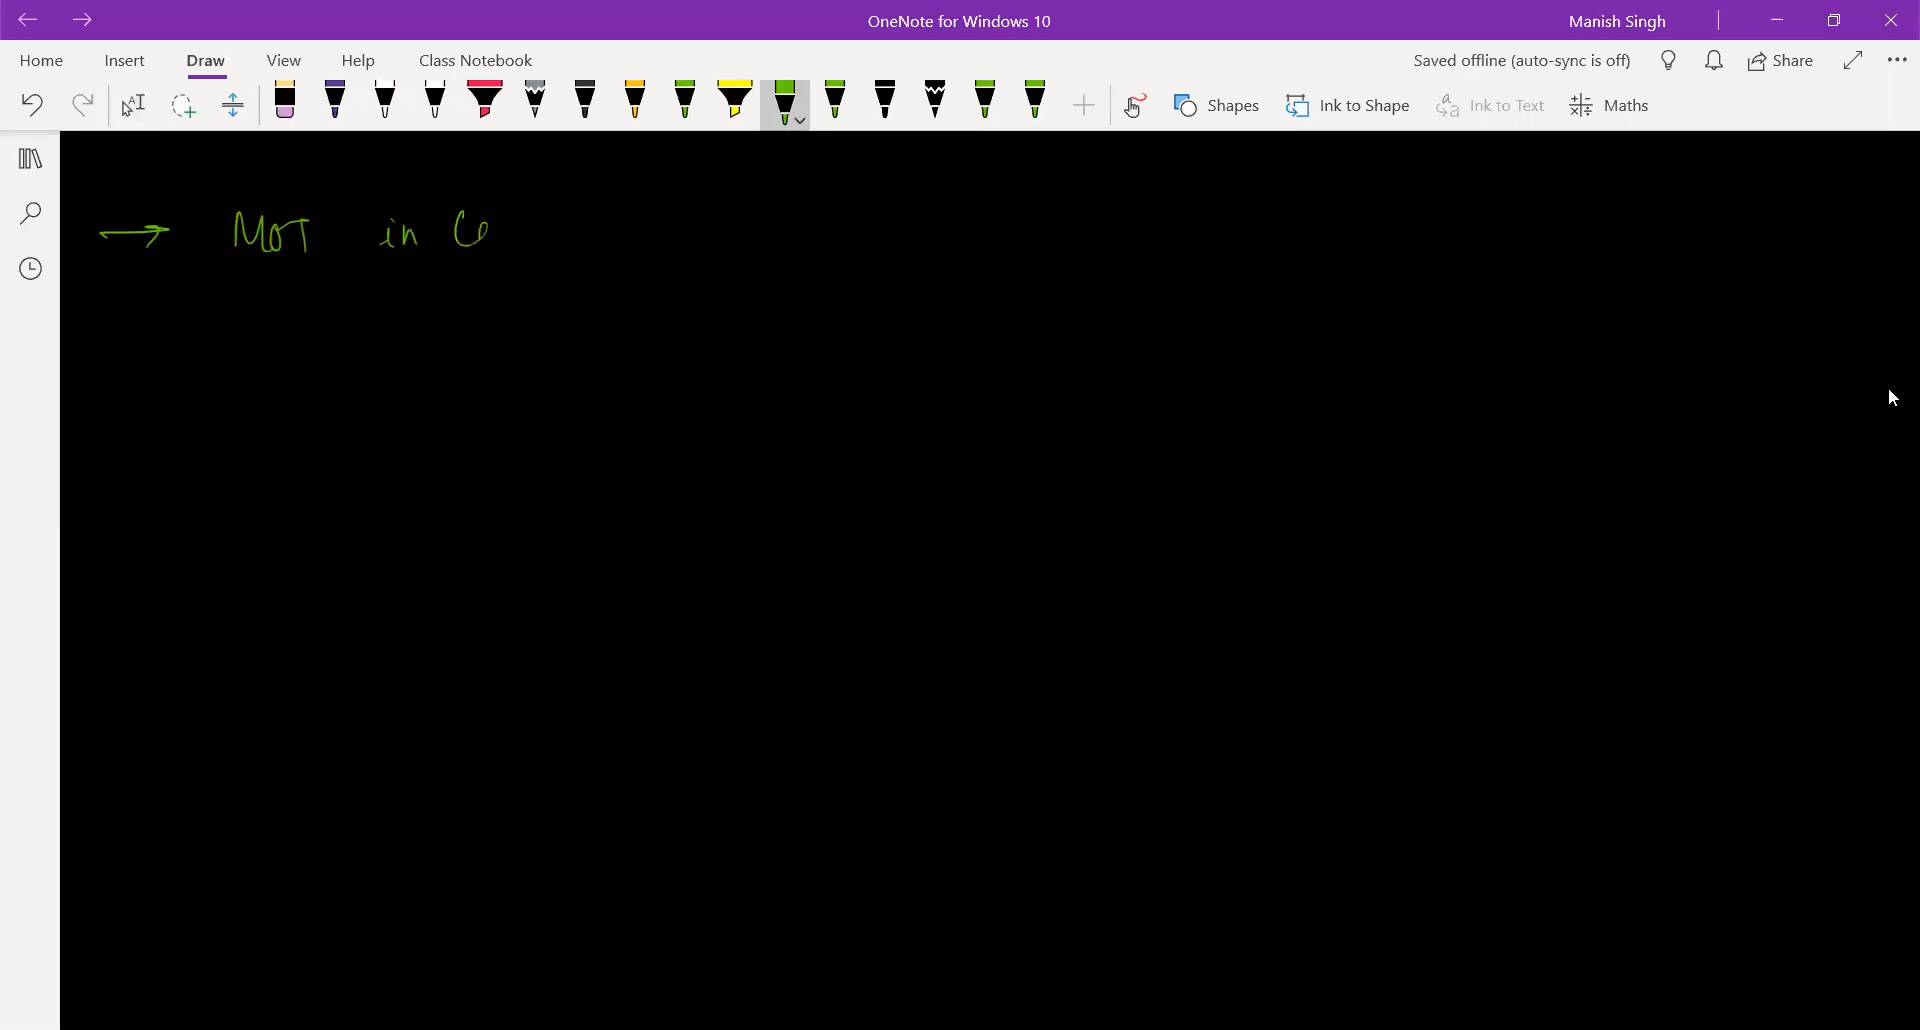 OneNote for Windows 10 Manish Singh
Home Insert Draw View Help Class Notebook Saved offline (auto-sync is off) Share
Shapes Ink to Shape Ink to Text Maths
→ MOT in Co